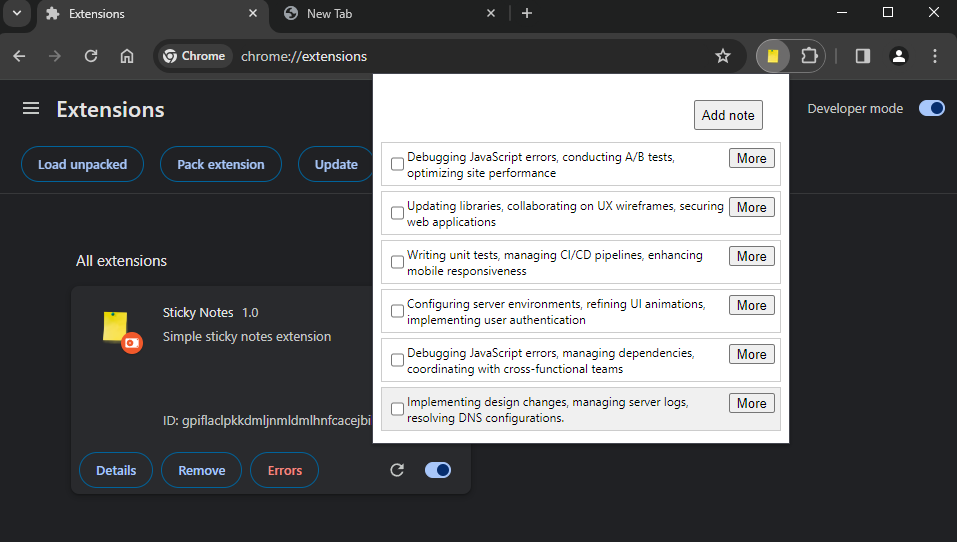 Extensions
New Tab
Chrome
chrome://extensions
Extensions
Developer mode
Load unpacked
Pack extension
Update
Add note
Debugging JavaScript errors, conducting A/B tests,
optimizing site performance
More
Updating libraries, collaborating on UX wireframes, securing
web applications
More
Writing unit tests, managing CI/CD pipelines, enhancing
mobile responsiveness
More
Configuring server environments, refining UI animations,
implementing user authentication
More
Debugging JavaScript errors, managing dependencies,
coordinating with cross-functional teams
More
Implementing design changes, managing server logs,
resolving DNS configurations.
More
All extensions
Sticky Notes 1.0
Simple sticky notes extension
ID: gpiflaclpkkdmljnmldmlhnfcacejbi
Details
Remove
Errors